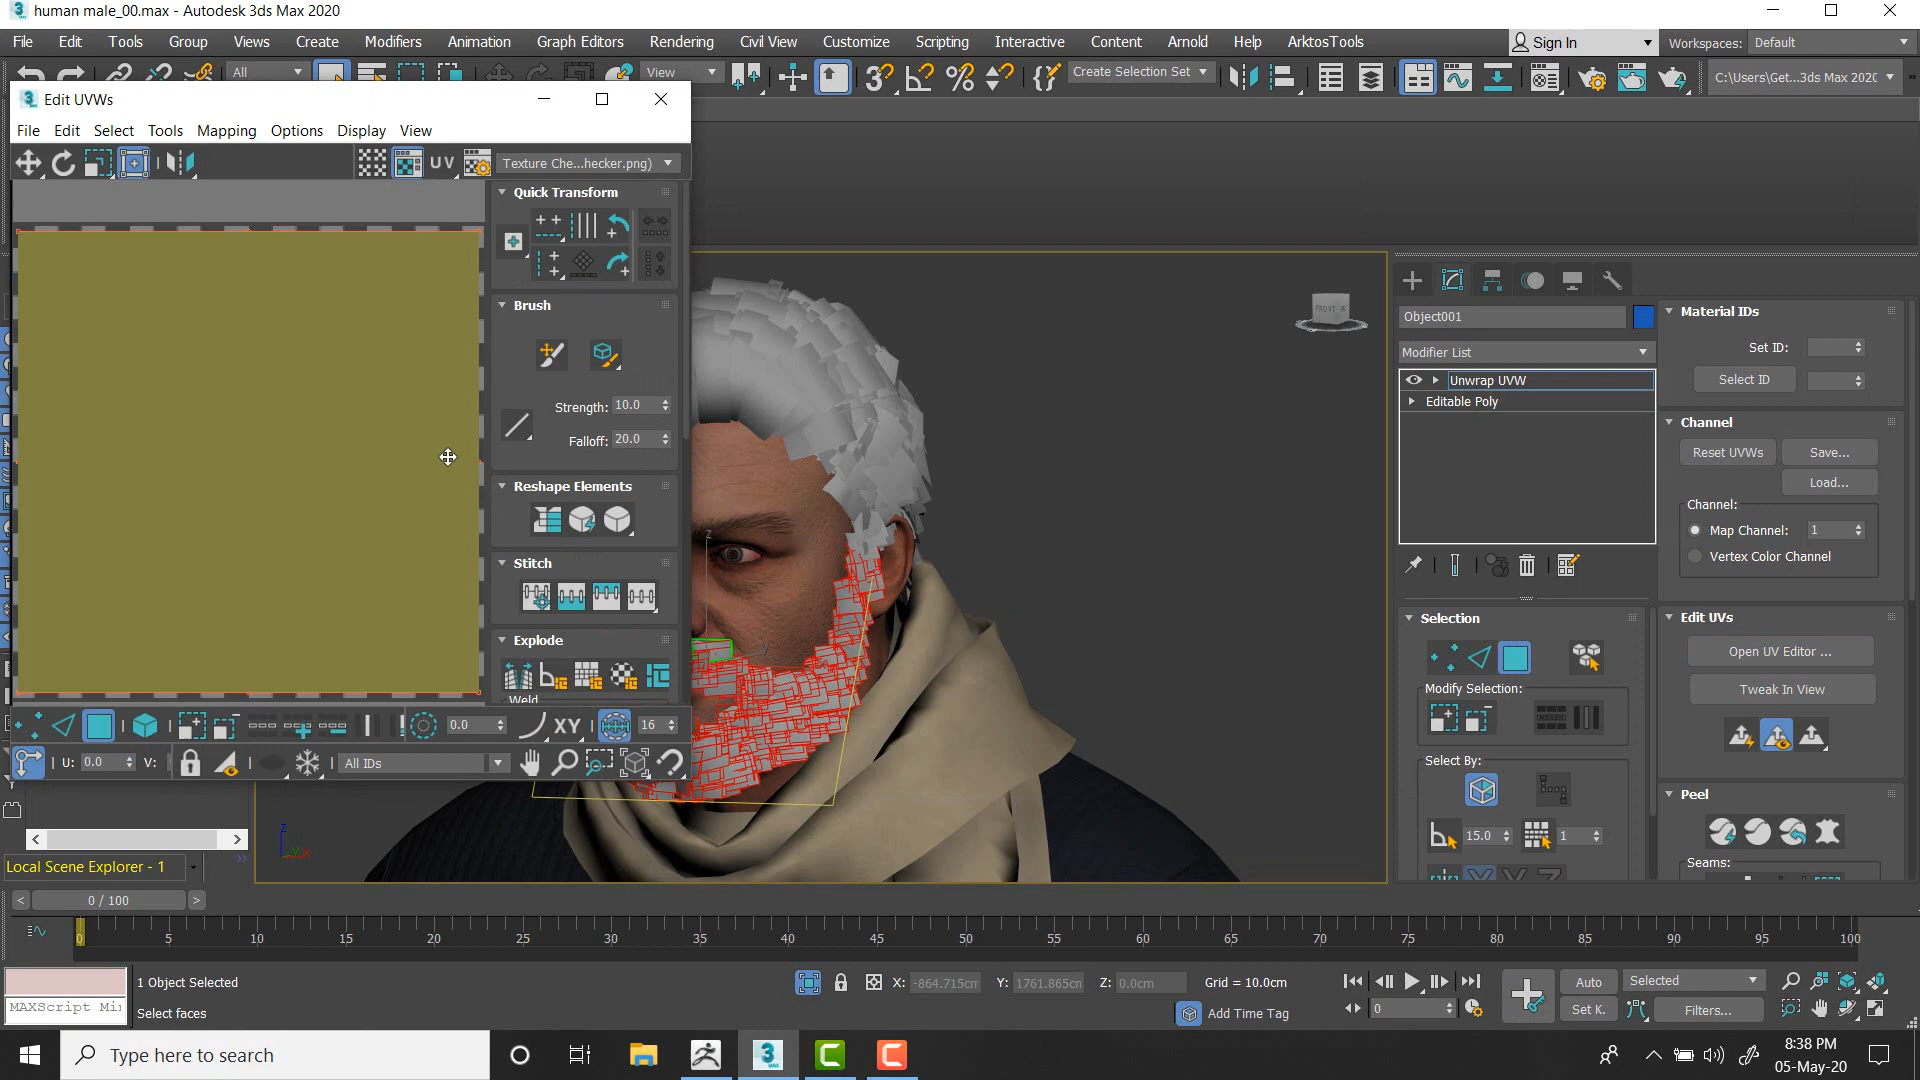 human male_00.max - Autodesk 3ds Max 2020
File Edit Tools Group Views Create Modifiers Animation Graph Editors Rendering Civil View Customize Scripting Interactive Content Arnold Help ArktosTools
Sign In
Workspaces: Default
All
View
Create Selection Set
C:\Users\Get...3ds Max 2020
Edit UVWs
File Edit Select Tools Mapping Options Display View
UV
Texture Che...hecker.png)
Quick Transform
Brush
Strength: 10.0
Falloff: 20.0
Reshape Elements
Stitch
Explode
Weld
0.0
XY
16
U: 0.0
V:
All IDs
FRONT
Z
Object001
Modifier List
Unwrap UVW
Editable Poly
Selection
Modify Selection:
Select By:
15.0
1
Material IDs
Set ID:
Select ID
Channel
Reset UVWs
Save...
Load...
Channel:
Map Channel: 1
Vertex Color Channel
Edit UVs
Open UV Editor ...
Tweak In View
Peel
Seams:
Local Scene Explorer - 1
0 / 100
0 5 10 15 20 25 30 35 40 45 50 55 60 65 70 75 80 85 90 95 100
1 Object Selected
X: -864.715cm
Y: 1761.865cm
Z: 0.0cm
Grid = 10.0cm
Auto
Selected
MAXScript Mi
Select faces
Add Time Tag
0
Set K.
Filters...
Type here to search
8:38 PM
05-May-20